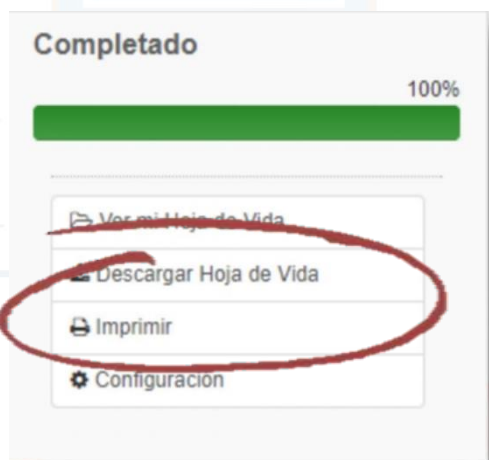 Completado
100%
Ver mi Hoja de Vida
Descargar Hoja de Vida
Imprimir
Configuración